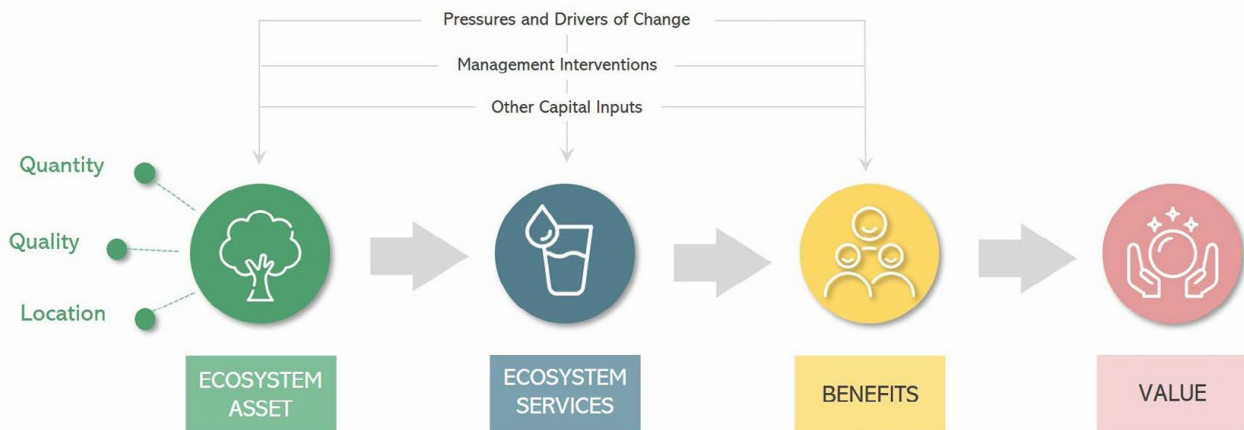 Pressures and Drivers of Change
Management Interventions
Other Capital Inputs
Quantity
Quality
Location
ECOSYSTEM
ASSET
ECOSYSTEM
SERVICES
BENEFITS
VALUE